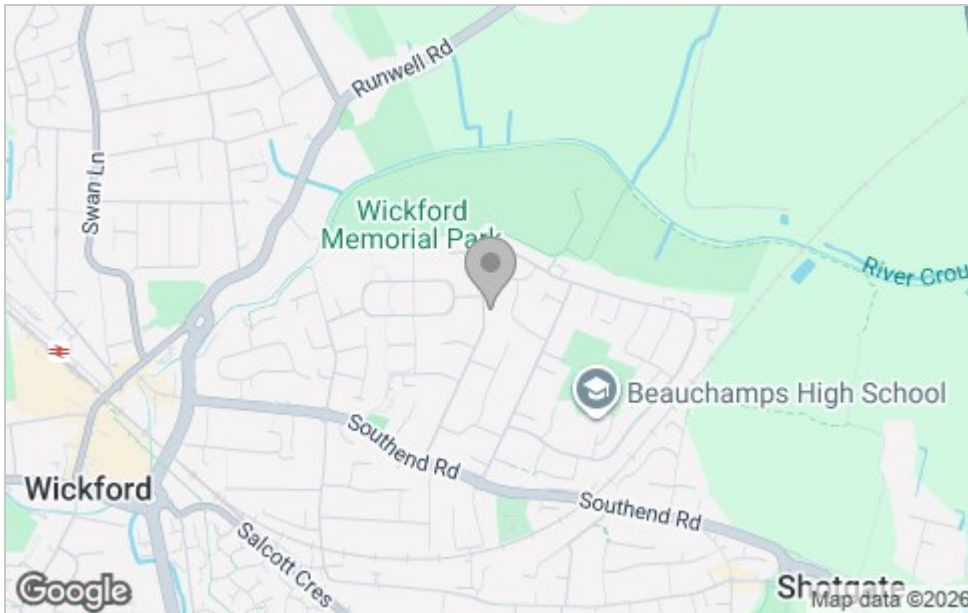 Runwell Rd
Swan Ln
Wickford
Memorial Park
River Crou
Beauchamps High School
Southend Rd
Wickford
Southend Rd
Salcott Cres
Shotgate
Google
Map data ©2026